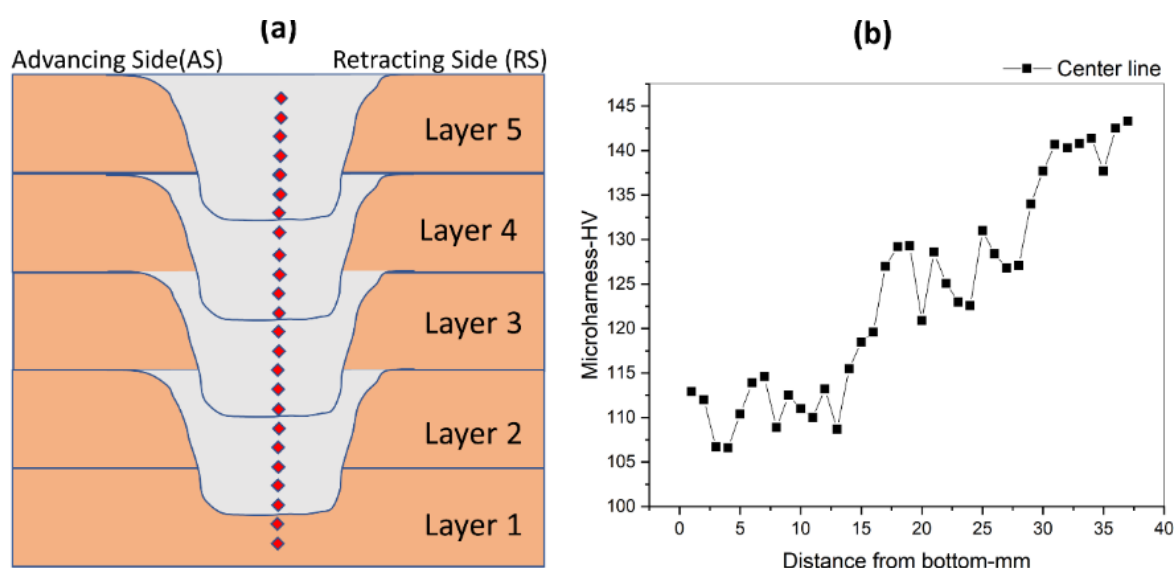 (a)
Advancing Side(AS)
Retracting Side (RS)
Layer 5
Layer 4
Layer 3
Layer 2
Layer 1
(b)
Center line
145
140
135
130
125
120
115
110
105
100
Microharness-HV
0 5 10 15 20 25 30 35 40
Distance from bottom-mm